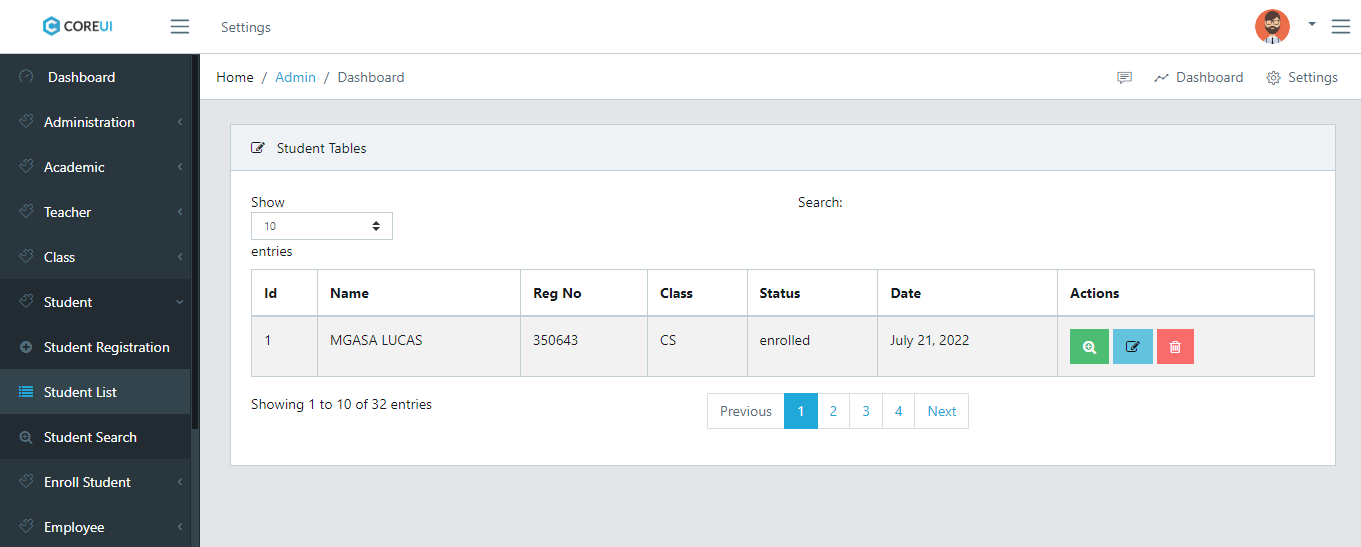 COREUI
Settings
Home / Admin / Dashboard
Dashboard
Settings
Dashboard
Administration
Academic
Teacher
Class
Student
Student Registration
Student List
Student Search
Enroll Student
Employee
Student Tables
Show
10
entries
Search:
Id Name Reg No Class Status Date Actions
1 MGASA LUCAS 350643 CS enrolled July 21, 2022
Showing 1 to 10 of 32 entries
Previous 1 2 3 4 Next